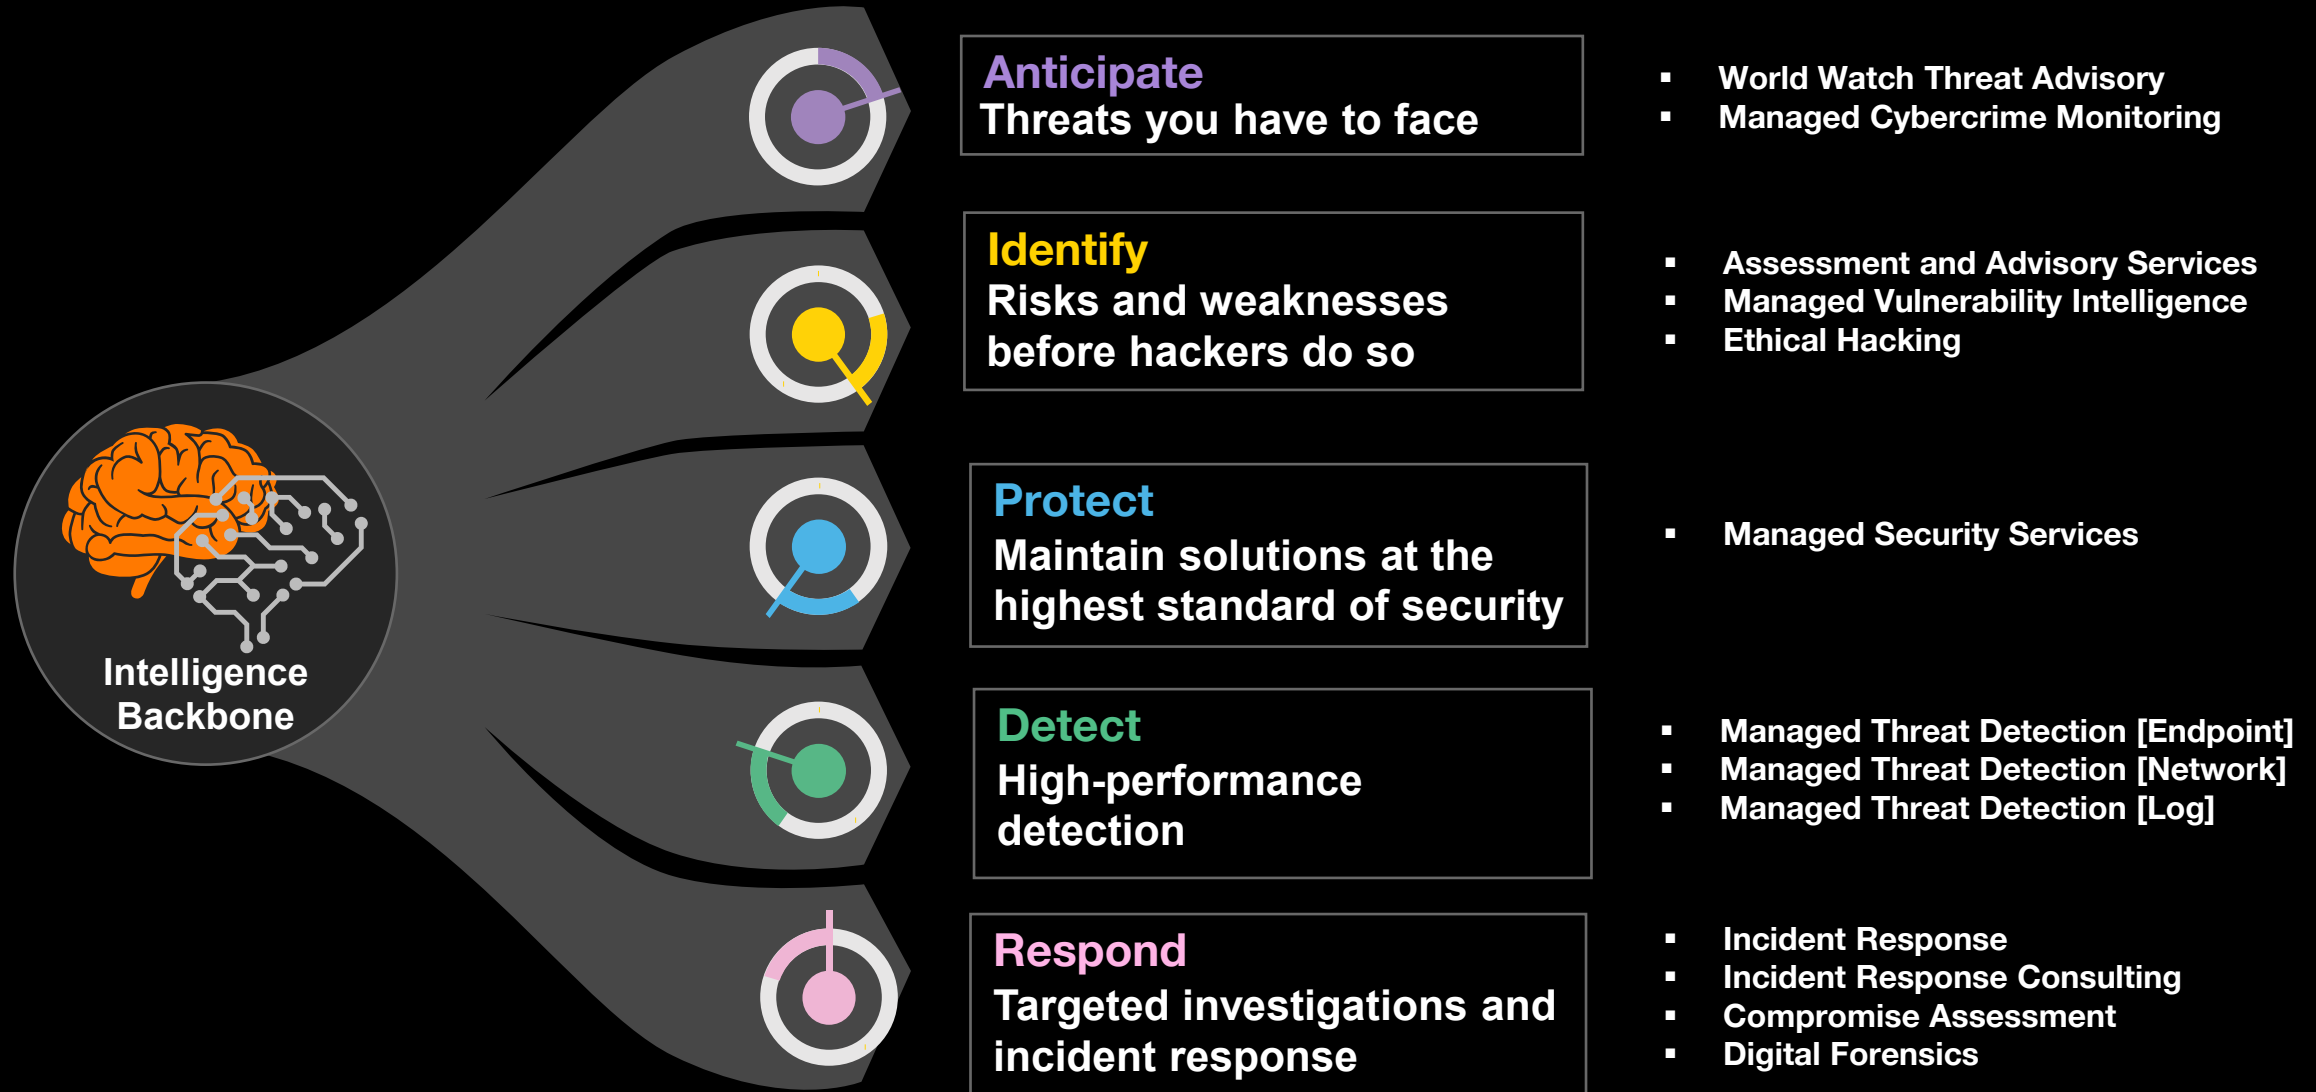 Intelligence
Backbone
Anticipate
Threats you have to face
▪ World Watch Threat Advisory
▪ Managed Cybercrime Monitoring
Identify
Risks and weaknesses
before hackers do so
▪ Assessment and Advisory Services
▪ Managed Vulnerability Intelligence
▪ Ethical Hacking
Protect
Maintain solutions at the
highest standard of security
▪ Managed Security Services
Detect
High-performance
detection
▪ Managed Threat Detection [Endpoint]
▪ Managed Threat Detection [Network]
▪ Managed Threat Detection [Log]
Respond
Targeted investigations and
incident response
▪ Incident Response
▪ Incident Response Consulting
▪ Compromise Assessment
▪ Digital Forensics